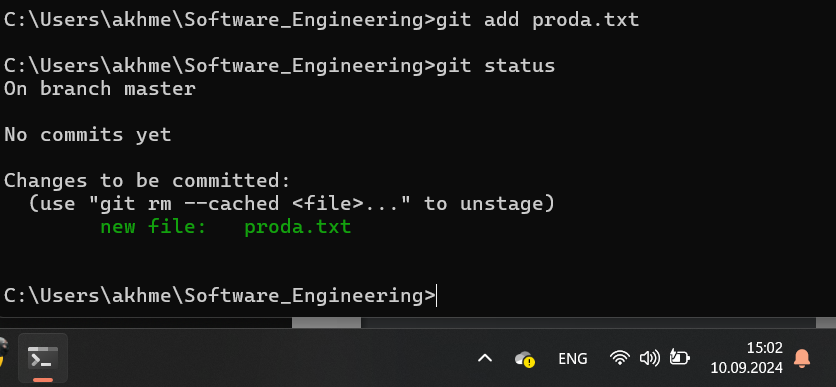 C:\Users\akhme\Software_Engineering>git add proda.txt
C:\Users\akhme\Software_Engineering>git status
On branch master
No commits yet
Changes to be committed:
  (use "git rm --cached <file>..." to unstage)
        new file:   proda.txt
C:\Users\akhme\Software_Engineering>
ENG
15:02
10.09.2024